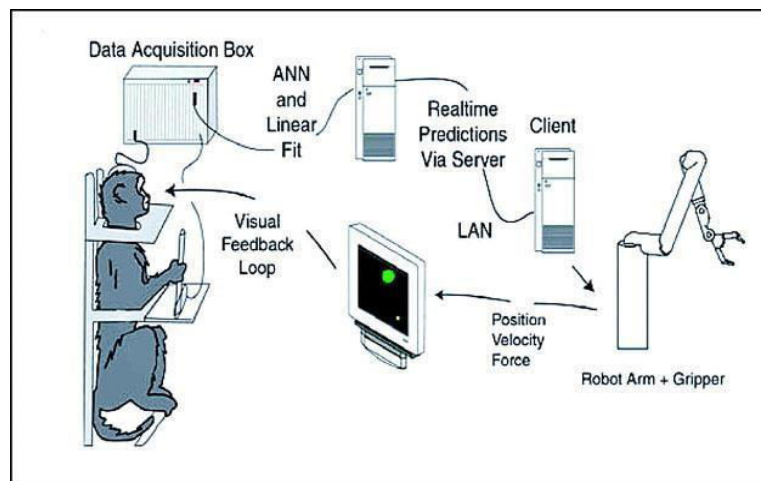 Data Acquisition Box
ANN
and
Linear
Fit
Realtime
Predictions
Via Server
Client
LAN
Visual
Feedback
Loop
Position
Velocity
Force
Robot Arm + Gripper